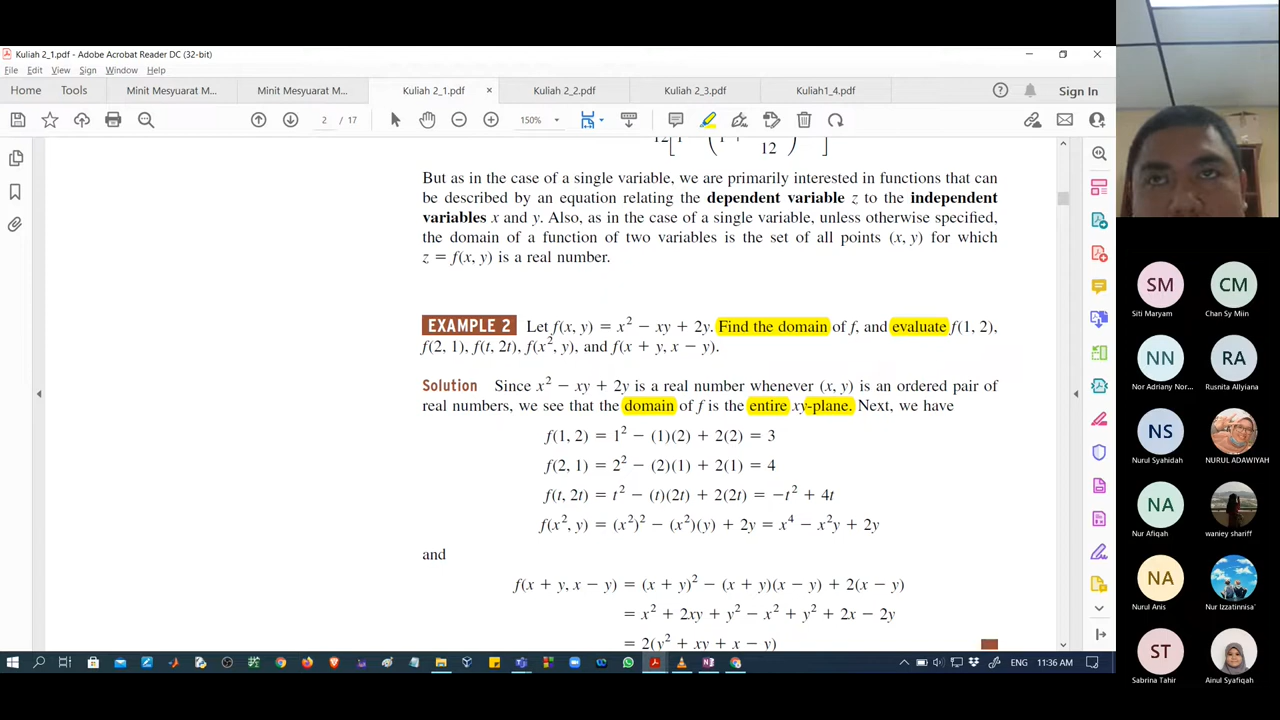 Kuliah 2_1.pdf - Adobe Acrobat Reader DC (32-bit)
File Edit View Sign Window Help
Home Tools Minit Mesyuarat M... Minit Mesyuarat M... Kuliah 2_1.pdf × Kuliah 2_2.pdf Kuliah 2_3.pdf Kuliah1_4.pdf Sign In
2 / 17 150%
12
But as in the case of a single variable, we are primarily interested in functions that can
be described by an equation relating the dependent variable z to the independent
variables x and y. Also, as in the case of a single variable, unless otherwise specified,
the domain of a function of two variables is the set of all points (x, y) for which
z = f(x, y) is a real number.
EXAMPLE 2 Let f(x, y) = x² − xy + 2y. Find the domain of f, and evaluate f(1, 2),
f(2, 1), f(t, 2t), f(x², y), and f(x + y, x − y).
Solution Since x² − xy + 2y is a real number whenever (x, y) is an ordered pair of
real numbers, we see that the domain of f is the entire xy-plane. Next, we have
f(1, 2) = 1² − (1)(2) + 2(2) = 3
f(2, 1) = 2² − (2)(1) + 2(1) = 4
f(t, 2t) = t² − (t)(2t) + 2(2t) = −t² + 4t
f(x², y) = (x²)² − (x²)(y) + 2y = x⁴ − x²y + 2y
and
f(x + y, x − y) = (x + y)² − (x + y)(x − y) + 2(x − y)
= x² + 2xy + y² − x² + y² + 2x − 2y
= 2(y² + xy + x − y)
ENG 11:36 AM
SM CM
Siti Maryam Chan Sy Miin
NN RA
Nor Adriany Nor... Rusnita Allyiana
NS
Nurul Syahidah NURUL ADAWIYAH
NA
Nur Afiqah waniey shariff
NA
Nurul Anis Nur Izzatinnisa'
ST
Sabrina Tahir Ainul Syafiqah